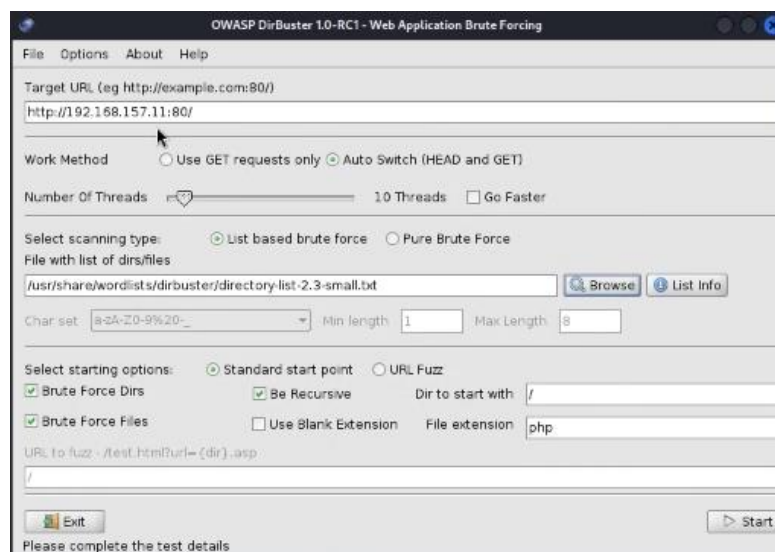 OWASP DirBuster 1.0-RC1 - Web Application Brute Forcing
File Options About Help
Target URL (eg http://example.com:80/)
http://192.168.157.11:80/
Work Method Use GET requests only Auto Switch (HEAD and GET)
Number Of Threads 10 Threads Go Faster
Select scanning type: List based brute force Pure Brute Force
File with list of dirs/files
/usr/share/wordlists/dirbuster/directory-list-2.3-small.txt Browse List Info
Char set a-zA-Z0-9%20-_ Min length 1 Max Length 8
Select starting options: Standard start point URL Fuzz
Brute Force Dirs Be Recursive Dir to start with /
Brute Force Files Use Blank Extension File extension php
URL to fuzz - /test.html?url={dir}.asp
/
Exit Start
Please complete the test details